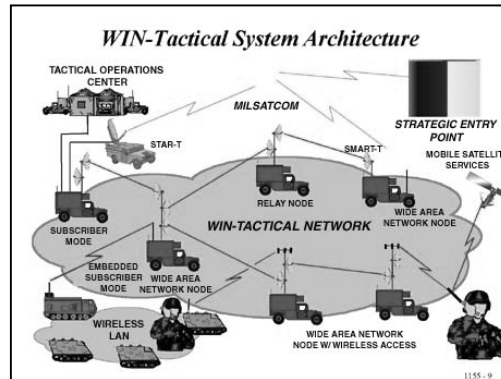 WIN-Tactical System Architecture
TACTICAL OPERATIONS
CENTER
MILSATCOM
STAR-T
STRATEGIC ENTRY
POINT
SMART-T
MOBILE SATELLITE
SERVICES
RELAY NODE
SUBSCRIBER
MODE
WIN-TACTICAL NETWORK
WIDE AREA
NETWORK NODE
EMBEDDED
SUBSCRIBER
MODE
WIDE AREA
NETWORK NODE
WIRELESS
LAN
WIDE AREA NETWORK
NODE W/ WIRELESS ACCESS
1155 - 9